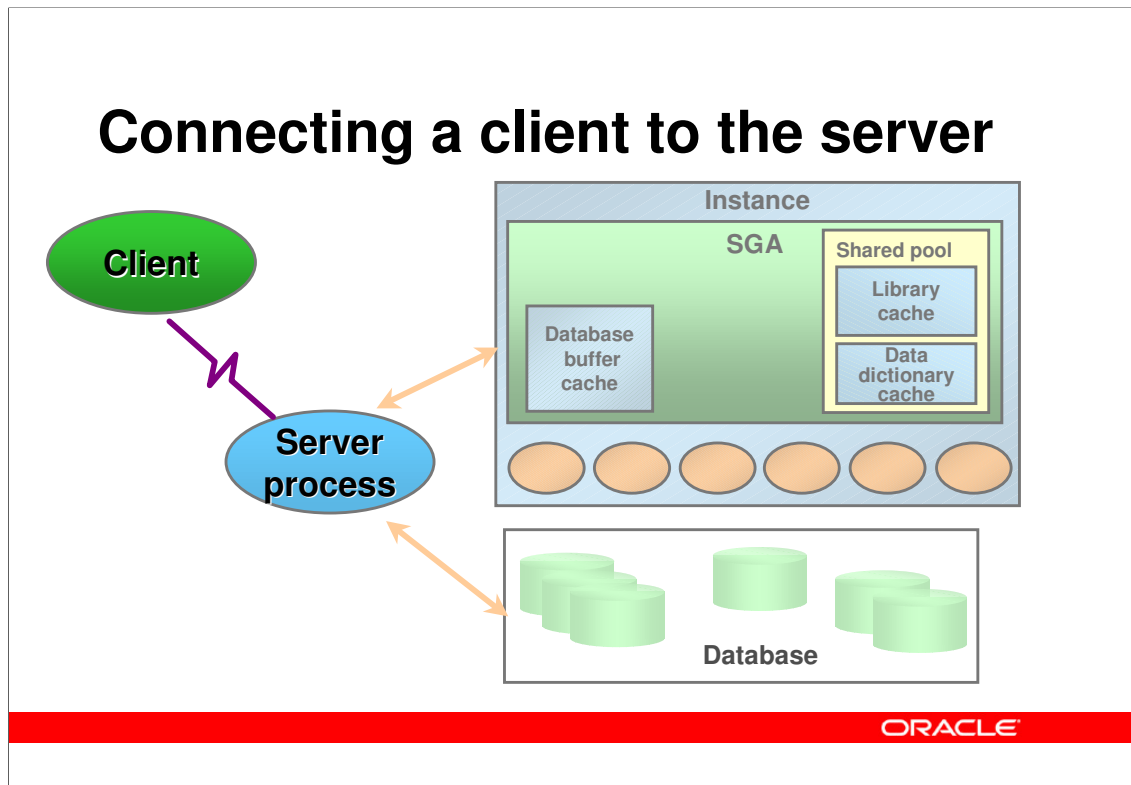 Connecting a client to the server
Client
Server
process
Instance
SGA
Shared pool
Library
cache
Data
dictionary
cache
Database
buffer
cache
Database
ORACLE